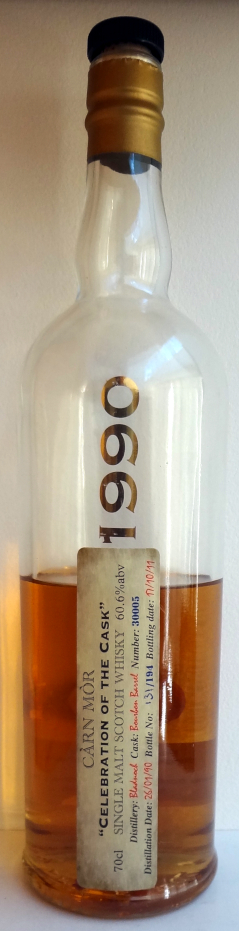 1990
CÀRN MÒR
"CELEBRATION OF THE CASK"
70cl SINGLE MALT SCOTCH WHISKY 60.6%abv
Distillery: Bladnoch Cask: Bourbon Barrel Number: 30005
Distillation Date: 26/01/90 Bottle No: 131/194 Bottling date: 17/10/11